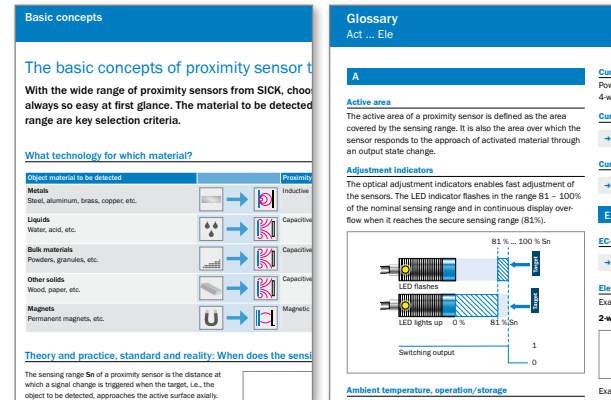 Basic concepts
The basic concepts of proximity sensor
With the wide range of proximity sensors from SICK,
always so easy at first glance. The material to be detected
range are key selection criteria.
What technology for which material?
Object material to be detected
Proximity
Metals
Steel, aluminum, brass, copper, etc.
Inductive
Liquids
Water, acid, etc.
Capacitive
Bulk materials
Powders, granules, etc.
Capacitive
Other solids
Wood, paper, etc.
Capacitive
Magnets
Permanent magnets, etc.
Magnetic
Theory and practice, standard and reality: When does the
The sensing range Sn of a proximity sensor is the distance at
which a signal change is triggered when the target, i.e., the
object to be detected, approaches the active surface axially.
Glossary
Act ... Ele
A
Active area
The active area of a proximity sensor is defined as the area
covered by the sensing range. It is also the area over which the
sensor responds to the approach of activated material through
an output state change.
Adjustment indicators
The optical adjustment indicators enables fast adjustment of
the sensors. The LED indicator flashes in the range 81 – 100%
of the nominal sensing range and in continuous display over-
flow when it reaches the secure sensing range (81%).
81 % ... 100 % Sn
Target
LED flashes
Target
LED lights up 0 % 81 % Sn
Switching output
1
0
Ambient temperature, operation/storage
E